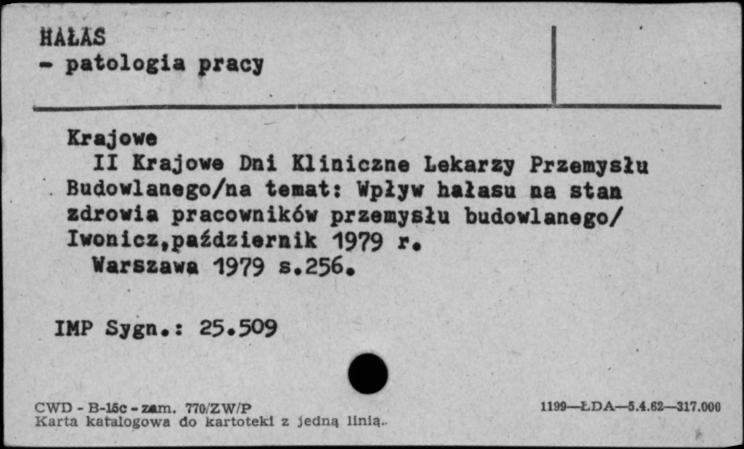 HAŁAS
- patologia pracy
Krajowe
II Krajowe Dni Kliniczne Lekarzy Przemysłu
Budowlanego/na temat: Wpływ hałasu na stan
zdrowia pracowników przemysłu budowlanego/
Iwonicz,październik 1979 r.
Warszawa 1979 s.256.
IMP Sygn.: 25.509
CWD - B-15c - zam. 770/ZW/P
Karta katalogowa do kartoteki z jedną linią.
1199—ŁDA—5.4.62—317.000